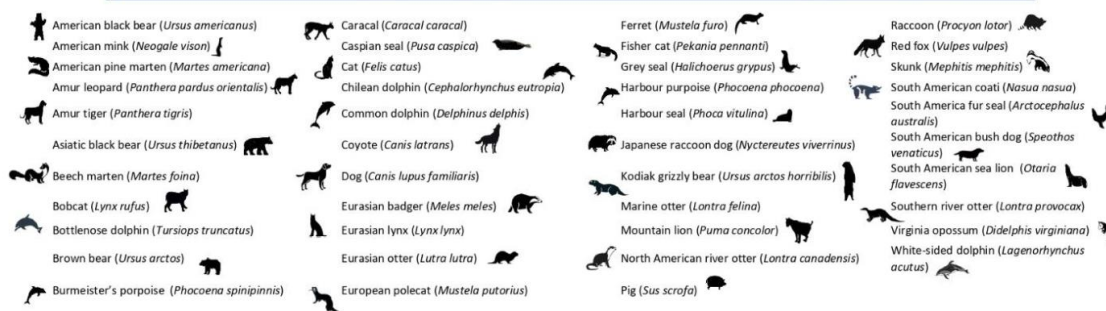 American black bear (Ursus americanus)
American mink (Neogale vison)
American pine marten (Martes americana)
Amur leopard (Panthera pardus orientalis)
Amur tiger (Panthera tigris)
Asiatic black bear (Ursus thibetanus)
Beech marten (Martes foina)
Bobcat (Lynx rufus)
Bottlenose dolphin (Tursiops truncatus)
Brown bear (Ursus arctos)
Burmeister's porpoise (Phocoena spinipinnis)
Caracal (Caracal caracal)
Caspian seal (Pusa caspica)
Cat (Felis catus)
Chilean dolphin (Cephalorhynchus eutropia)
Common dolphin (Delphinus delphis)
Coyote (Canis latrans)
Dog (Canis lupus familiaris)
Eurasian badger (Meles meles)
Eurasian lynx (Lynx lynx)
Eurasian otter (Lutra lutra)
European polecat (Mustela putorius)
Ferret (Mustela furo)
Fisher cat (Pekania pennanti)
Grey seal (Halichoerus grypus)
Harbour purpoise (Phocoena phocoena)
Harbour seal (Phoca vitulina)
Japanese raccoon dog (Nyctereutes viverrinus)
Kodiak grizzly bear (Ursus arctos horribilis)
Marine otter (Lontra felina)
Mountain lion (Puma concolor)
North American river otter (Lontra canadensis)
Pig (Sus scrofa)
Raccoon (Procyon lotor)
Red fox (Vulpes vulpes)
Skunk (Mephitis mephitis)
South American coati (Nasua nasua)
South America fur seal (Arctocephalus
australis)
South American bush dog (Speothos
venaticus)
South American sea lion (Otaria
flavescens)
Southern river otter (Lontra provocax)
Virginia opossum (Didelphis virginiana)
White-sided dolphin (Lagenorhynchus
acutus)